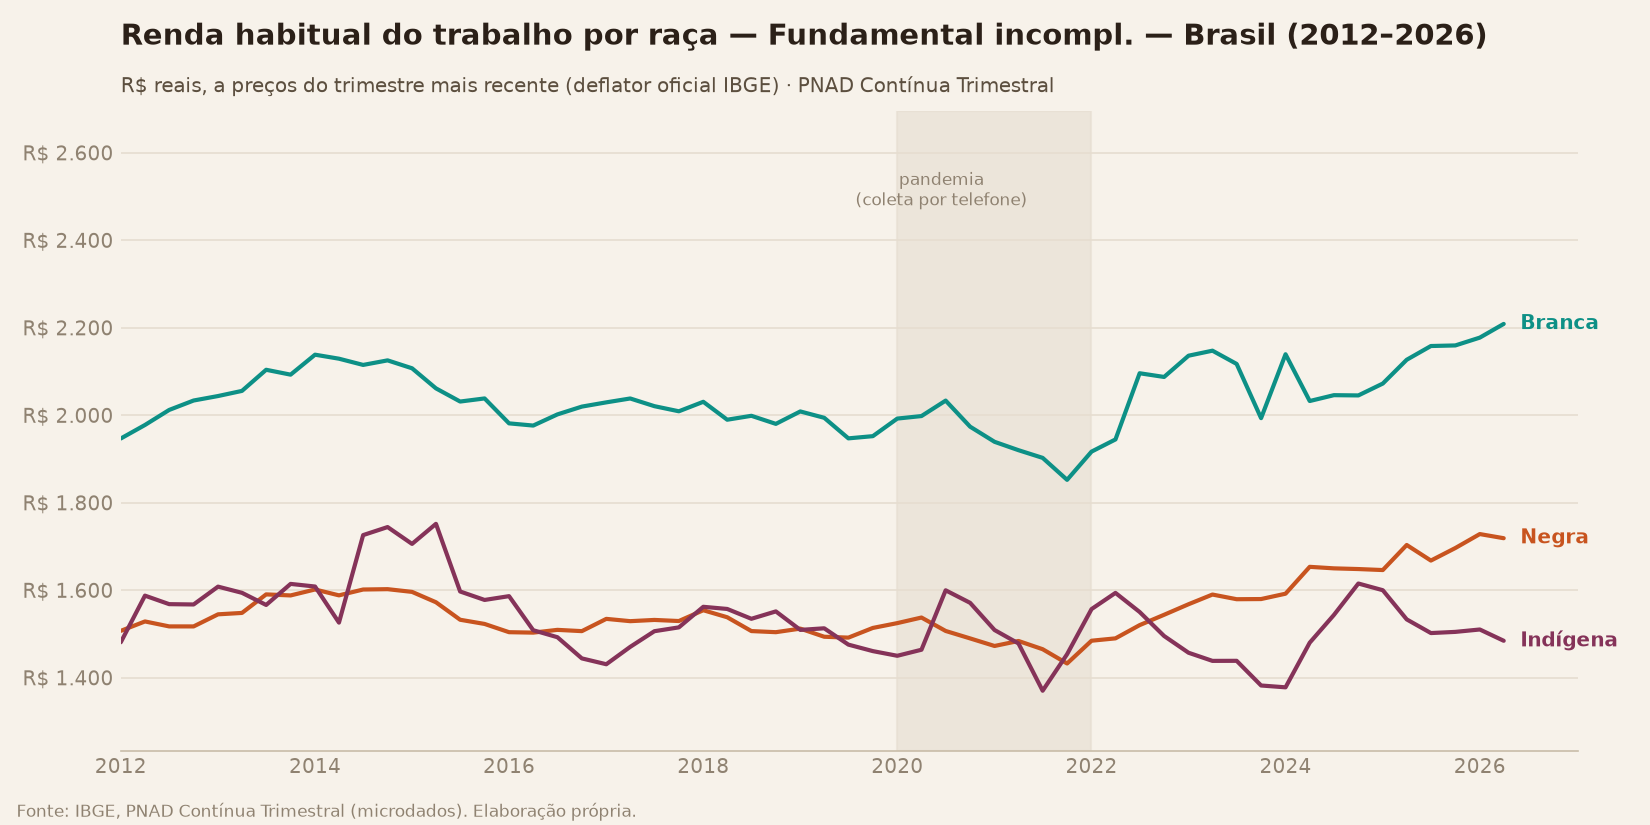 Renda habitual do trabalho por raça — Fundamental incompl. — Brasil (2012–2026)
R$ reais, a preços do trimestre mais recente (deflator oficial IBGE) · PNAD Contínua Trimestral
R$ 2.600
pandemia
(coleta por telefone)
R$ 2.400
R$ 2.200
Branca
R$ 2.000
R$ 1.800
Negra
R$ 1.600
Indígena
R$ 1.400
2012 2014 2016 2018 2020 2022 2024 2026
Fonte: IBGE, PNAD Contínua Trimestral (microdados). Elaboração própria.